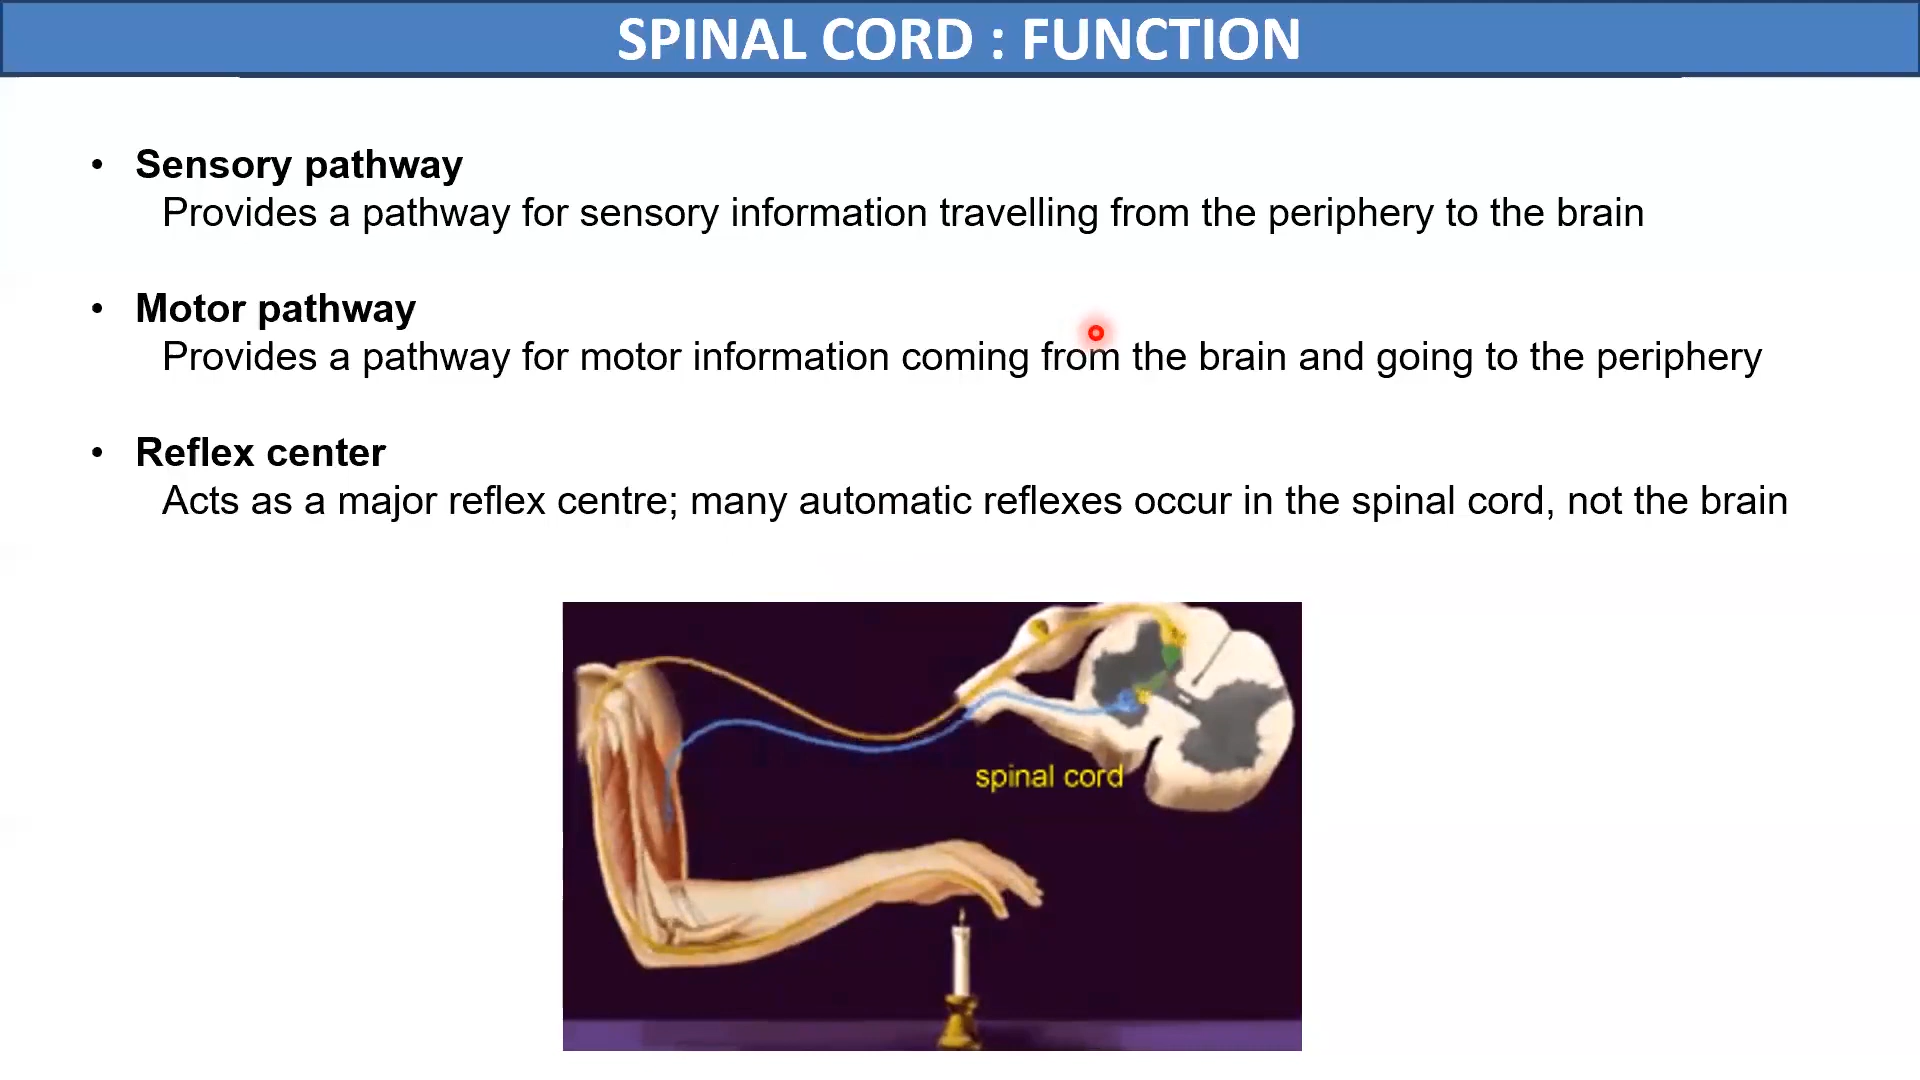 SPINAL CORD : FUNCTION
• Sensory pathway
Provides a pathway for sensory information travelling from the periphery to the brain
• Motor pathway
Provides a pathway for motor information coming from the brain and going to the periphery
• Reflex center
Acts as a major reflex centre; many automatic reflexes occur in the spinal cord, not the brain
spinal cord